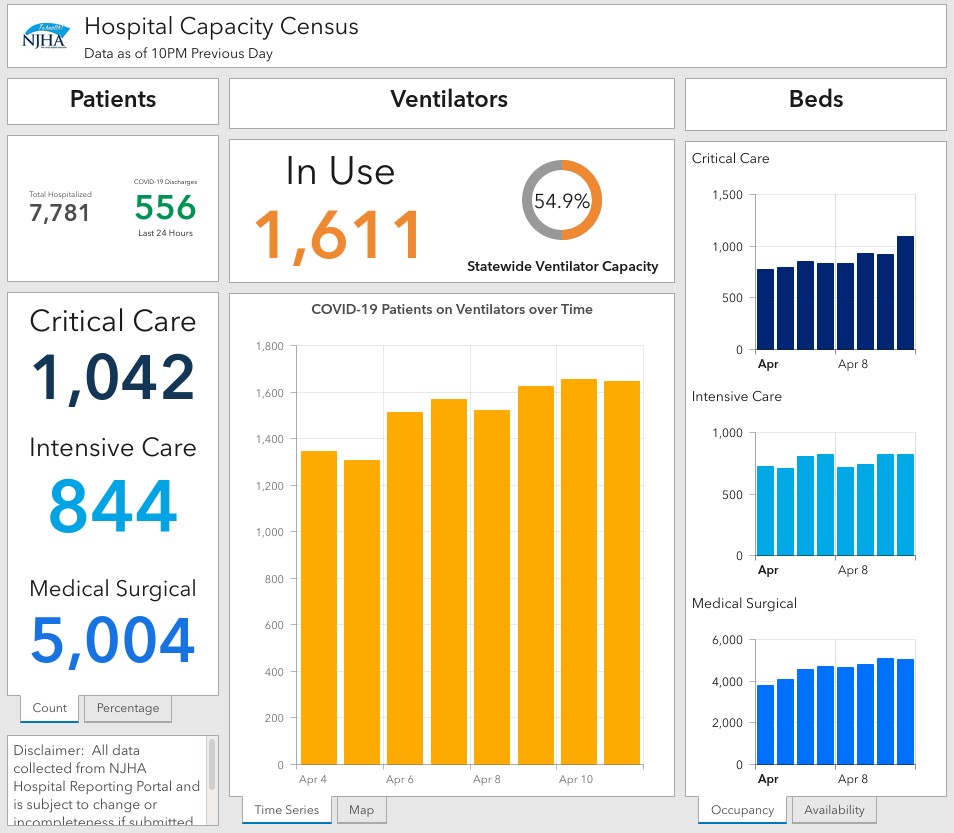 NJHA
Hospital Capacity Census
Data as of 10PM Previous Day
Patients
Total Hospitalized
7,781
COVID-19 Discharges
556
Last 24 Hours
Critical Care
1,042
Intensive Care
844
Medical Surgical
5,004
Count
Percentage
Disclaimer: All data
collected from NJHA
Hospital Reporting Portal and
is subject to change or
incompleteness if submitted
Ventilators
In Use
1,611
54.9%
Statewide Ventilator Capacity
COVID-19 Patients on Ventilators over Time
1,800
1,600
1,400
1,200
1,000
800
600
400
200
0
Apr 4 Apr 6 Apr 8 Apr 10
Time Series
Map
Beds
Critical Care
1,500
1,000
500
0
Apr Apr 8
Intensive Care
1,000
500
0
Apr Apr 8
Medical Surgical
6,000
4,000
2,000
0
Apr Apr 8
Occupancy
Availability